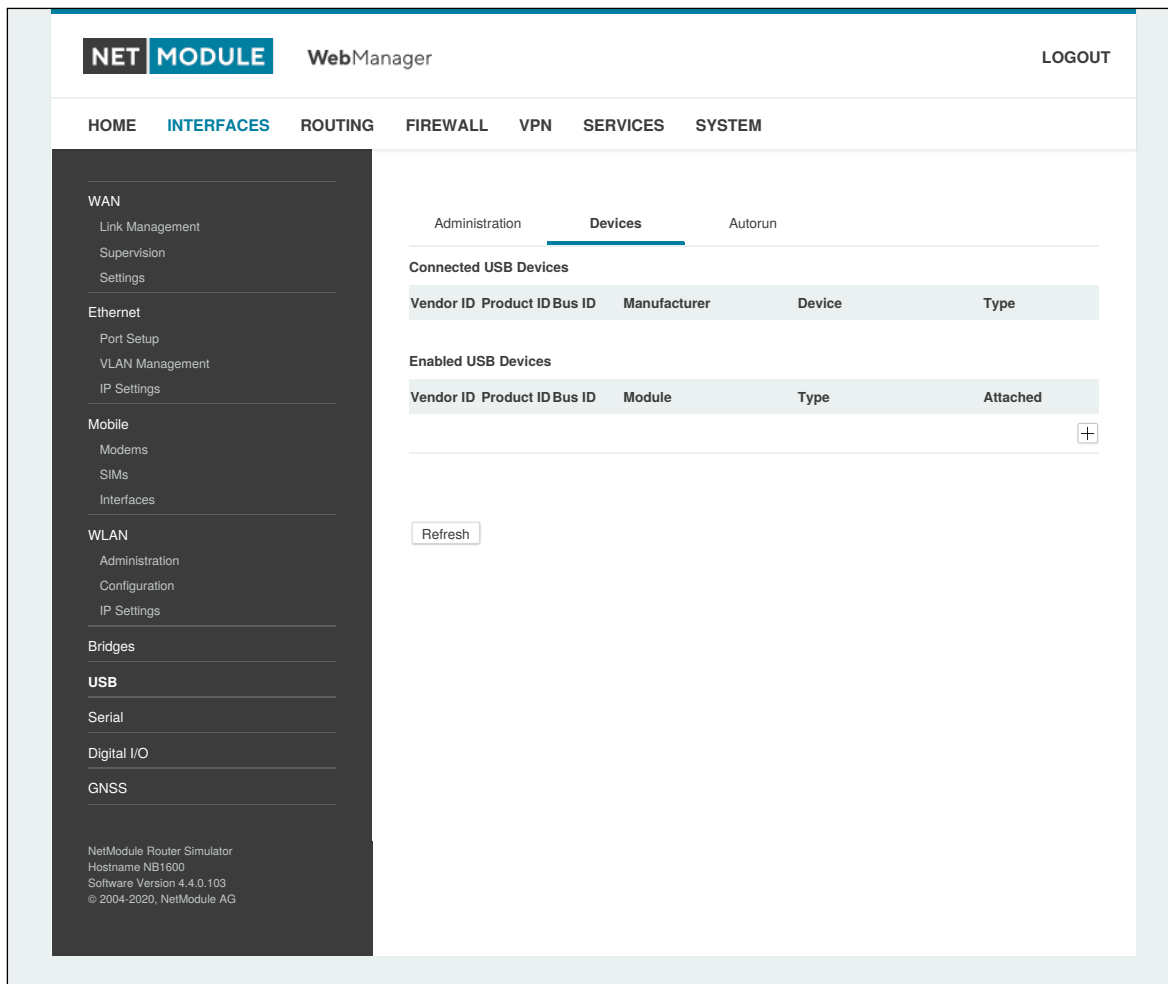 NET MODULE WebManager LOGOUT
HOME INTERFACES ROUTING FIREWALL VPN SERVICES SYSTEM
WAN
Link Management
Supervision
Settings
Ethernet
Port Setup
VLAN Management
IP Settings
Mobile
Modems
SIMs
Interfaces
WLAN
Administration
Configuration
IP Settings
Bridges
USB
Serial
Digital I/O
GNSS
NetModule Router Simulator
Hostname NB1600
Software Version 4.4.0.103
© 2004-2020, NetModule AG
Administration Devices Autorun
Connected USB Devices
Vendor ID Product ID Bus ID Manufacturer Device Type
Enabled USB Devices
Vendor ID Product ID Bus ID Module Type Attached
Refresh